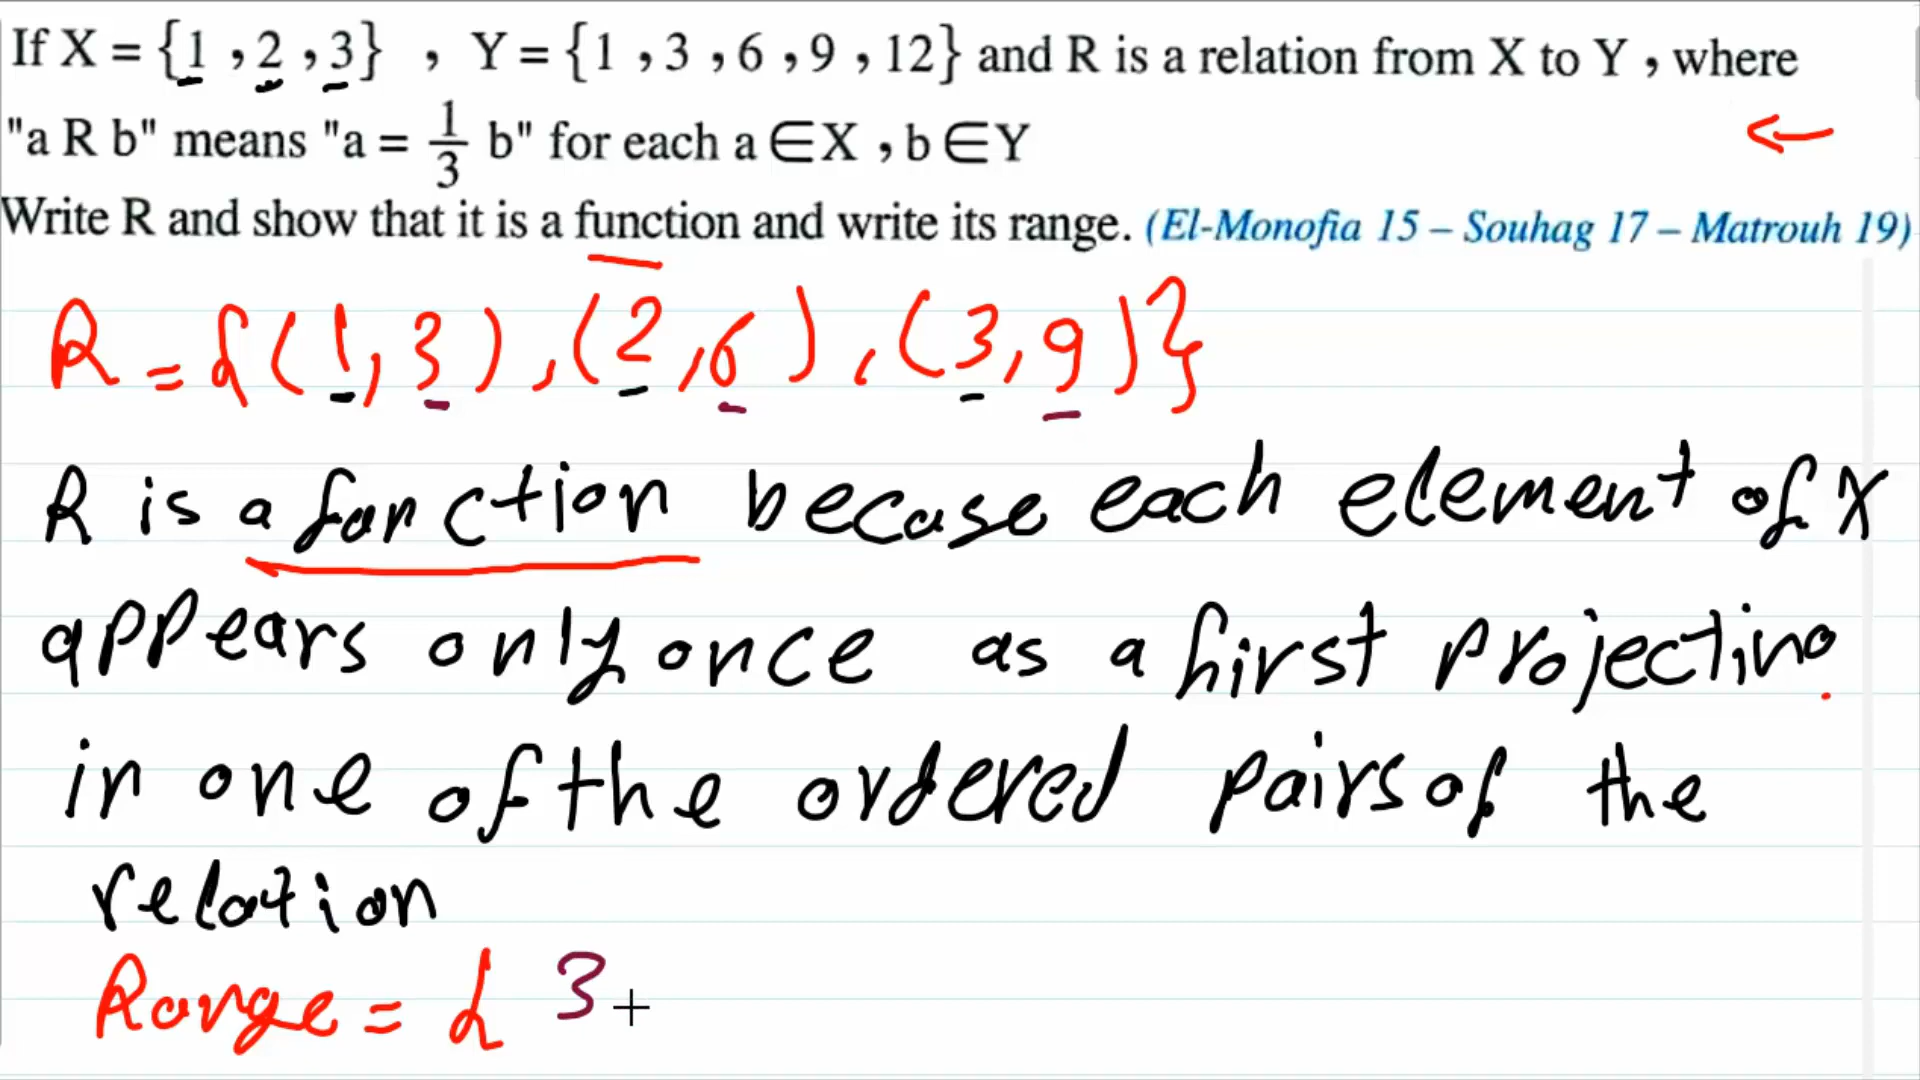 If X = {1 , 2 , 3} , Y = {1 , 3 , 6 , 9 , 12} and R is a relation from X to Y , where
"a R b" means "a = 1/3 b" for each a ∈ X , b ∈ Y
Write R and show that it is a function and write its range. (El-Monofia 15 – Souhag 17 – Matrouh 19)
R = {(1,3),(2,6),(3,9)}
R is a function becase each element of X
appears only once as a first projectino
in one of the ordered pairs of the
relation
Range = { 3